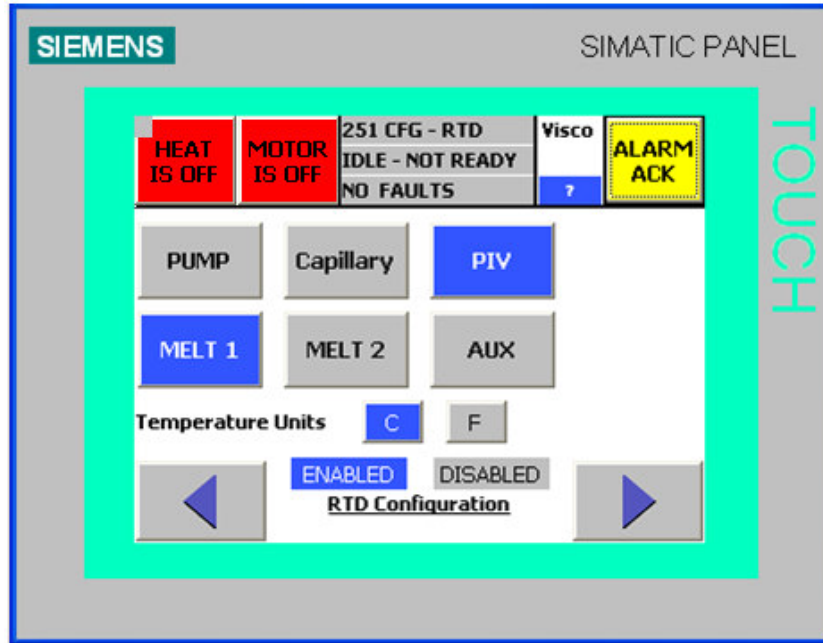 SIEMENS
SIMATIC PANEL
TOUCH
HEAT
IS OFF
MOTOR
IS OFF
251 CFG - RTD
IDLE - NOT READY
NO FAULTS
Visco
?
ALARM
ACK
PUMP
Capillary
PIV
MELT 1
MELT 2
AUX
Temperature Units
C
F
ENABLED
DISABLED
RTD Configuration